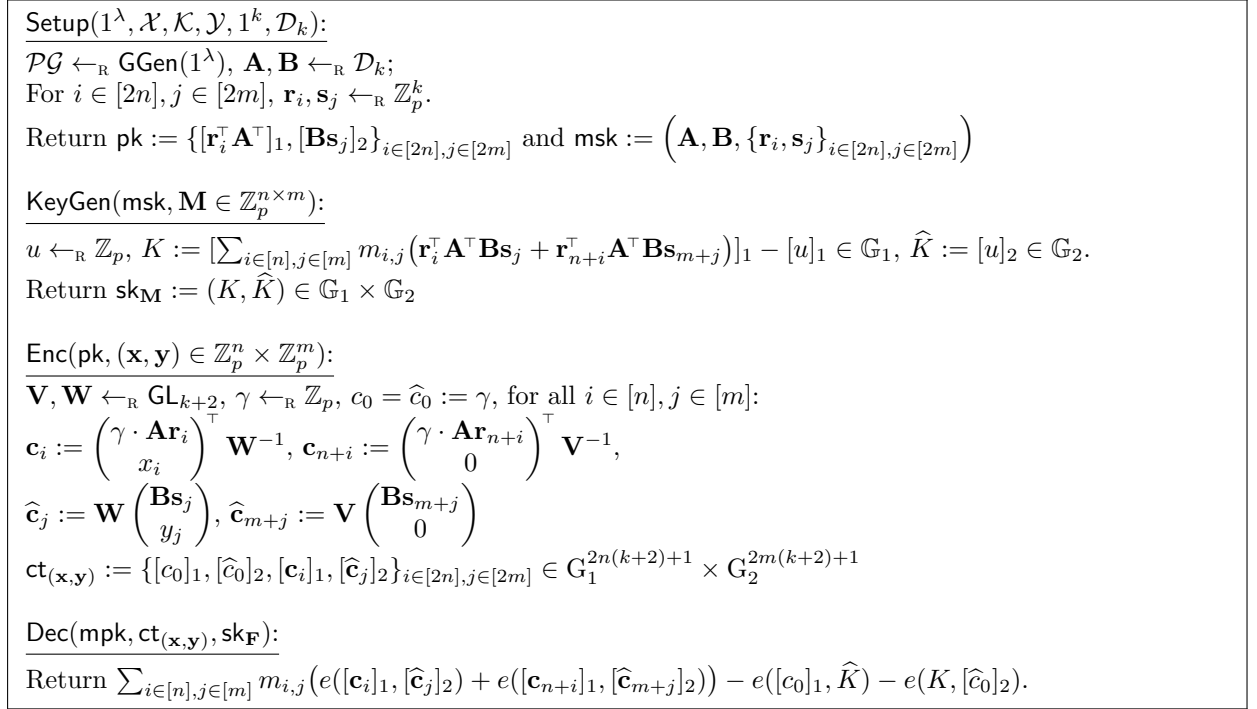 Setup(1^λ, 𝒳, 𝒦, 𝒴, 1^k, 𝒟_k):
𝒫𝒢 ←_R GGen(1^λ), 𝐀, 𝐁 ←_R 𝒟_k;
For i ∈ [2n], j ∈ [2m], 𝐫_i, 𝐬_j ←_R ℤ_p^k.
Return pk := {[𝐫_i^⊤ 𝐀^⊤]_1, [𝐁𝐬_j]_2}_{i∈[2n],j∈[2m]} and msk := (𝐀, 𝐁, {𝐫_i, 𝐬_j}_{i∈[2n],j∈[2m]})
KeyGen(msk, 𝐌 ∈ ℤ_p^{n×m}):
u ←_R ℤ_p, K := [∑_{i∈[n],j∈[m]} m_{i,j}(𝐫_i^⊤ 𝐀^⊤ 𝐁𝐬_j + 𝐫_{n+i}^⊤ 𝐀^⊤ 𝐁𝐬_{m+j})]_1 − [u]_1 ∈ 𝔾_1, K̂ := [u]_2 ∈ 𝔾_2.
Return sk_𝐌 := (K, K̂) ∈ 𝔾_1 × 𝔾_2
Enc(pk, (𝐱, 𝐲) ∈ ℤ_p^n × ℤ_p^m):
𝐕, 𝐖 ←_R GL_{k+2}, γ ←_R ℤ_p, c_0 = ĉ_0 := γ, for all i ∈ [n], j ∈ [m]:
𝐜_i := (γ · 𝐀𝐫_i ; x_i)^⊤ 𝐖^{−1}, 𝐜_{n+i} := (γ · 𝐀𝐫_{n+i} ; 0)^⊤ 𝐕^{−1},
𝐜̂_j := 𝐖 (𝐁𝐬_j ; y_j), 𝐜̂_{m+j} := 𝐕 (𝐁𝐬_{m+j} ; 0)
ct_{(𝐱,𝐲)} := {[c_0]_1, [ĉ_0]_2, [𝐜_i]_1, [𝐜̂_j]_2}_{i∈[2n],j∈[2m]} ∈ G_1^{2n(k+2)+1} × G_2^{2m(k+2)+1}
Dec(mpk, ct_{(𝐱,𝐲)}, sk_𝐅):
Return ∑_{i∈[n],j∈[m]} m_{i,j}(e([𝐜_i]_1, [𝐜̂_j]_2) + e([𝐜_{n+i}]_1, [𝐜̂_{m+j}]_2)) − e([c_0]_1, K̂) − e(K, [ĉ_0]_2).